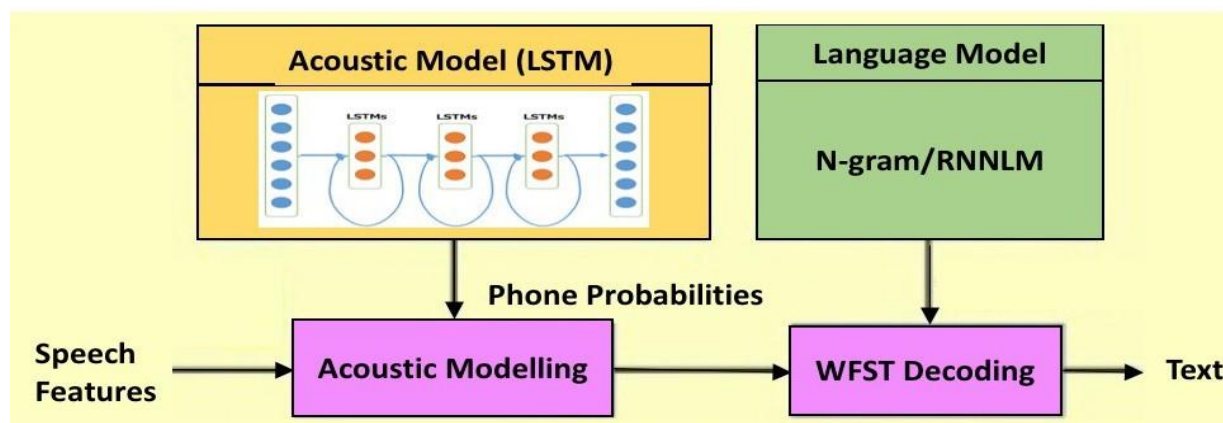 Acoustic Model (LSTM)
LSTMs
LSTMs
LSTMs
Language Model
N-gram/RNNLM
Phone Probabilities
Speech
Features
Acoustic Modelling
WFST Decoding
Text